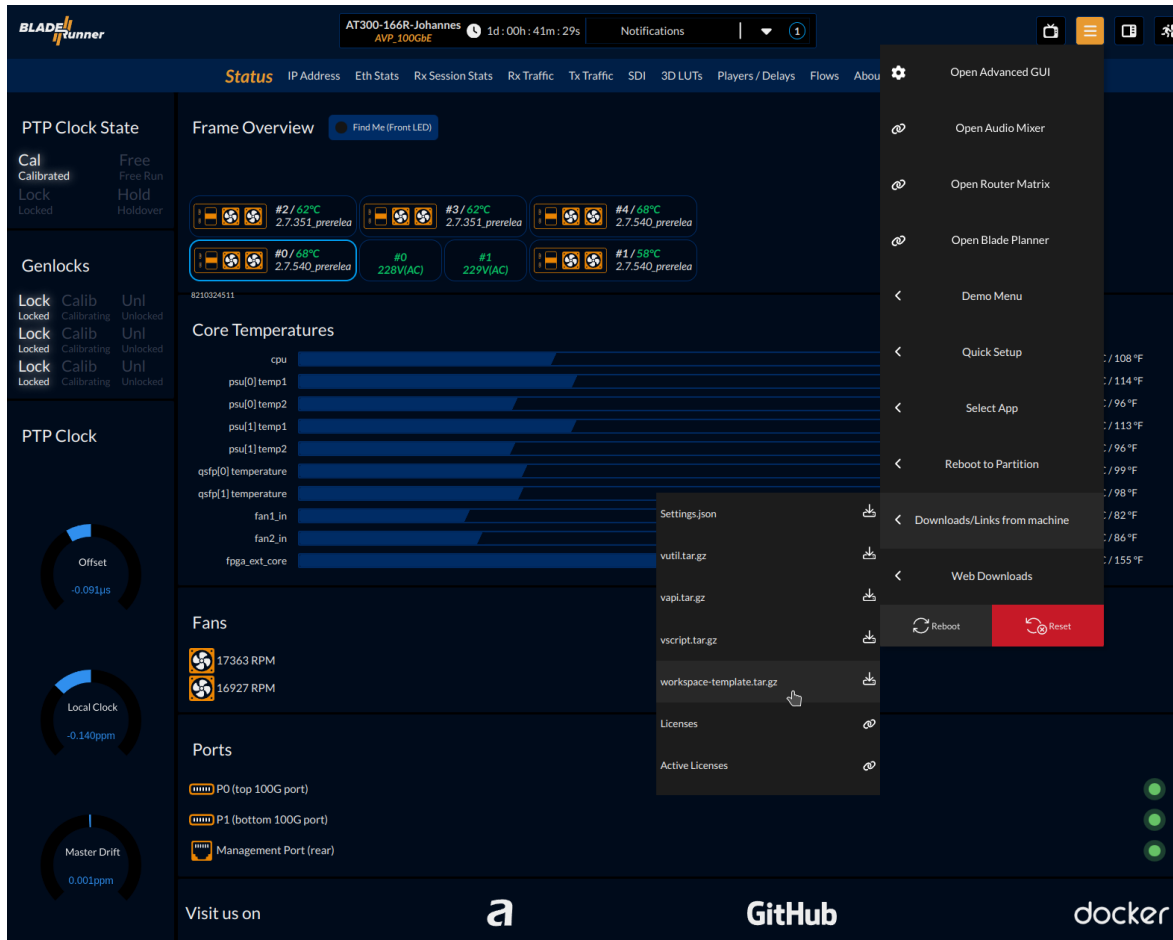 BLADE
Runner
AT300-166R-Johannes
AVP_100GbE
1d : 00h : 41m : 29s
Notifications
1
Status IP Address Eth Stats Rx Session Stats Rx Traffic Tx Traffic SDI 3D LUTs Players / Delays Flows Abou
Open Advanced GUI
Open Audio Mixer
Open Router Matrix
Open Blade Planner
Demo Menu
Quick Setup
Select App
Reboot to Partition
Downloads/Links from machine
Web Downloads
Reboot
Reset
PTP Clock State
Cal Free
Calibrated Free Run
Lock Hold
Locked Holdover
Genlocks
Lock Calib Unl
Locked Calibrating Unlocked
Lock Calib Unl
Locked Calibrating Unlocked
Lock Calib Unl
Locked Calibrating Unlocked
PTP Clock
Offset
-0.091µs
Local Clock
-0.140ppm
Master Drift
0.001ppm
Frame Overview
Find Me (Front LED)
#2 / 62°C
2.7.351_prerelea
#3 / 62°C
2.7.351_prerelea
#4 / 68°C
2.7.540_prerelea
#0 / 68°C
2.7.540_prerelea
#0
228V(AC)
#1
229V(AC)
#1 / 58°C
2.7.540_prerelea
8210324511
Core Temperatures
cpu / 108 °F
psu[0] temp1 / 114 °F
psu[0] temp2 / 96 °F
psu[1] temp1 / 113 °F
psu[1] temp2 / 96 °F
qsfp[0] temperature / 99 °F
qsfp[1] temperature / 98 °F
fan1_in / 82 °F
fan2_in / 86 °F
fpga_ext_core / 155 °F
Settings.json
vutil.tar.gz
vapi.tar.gz
vscript.tar.gz
workspace-template.tar.gz
Licenses
Active Licenses
Fans
17363 RPM
16927 RPM
Ports
P0 (top 100G port)
P1 (bottom 100G port)
Management Port (rear)
Visit us on
a
GitHub
docker